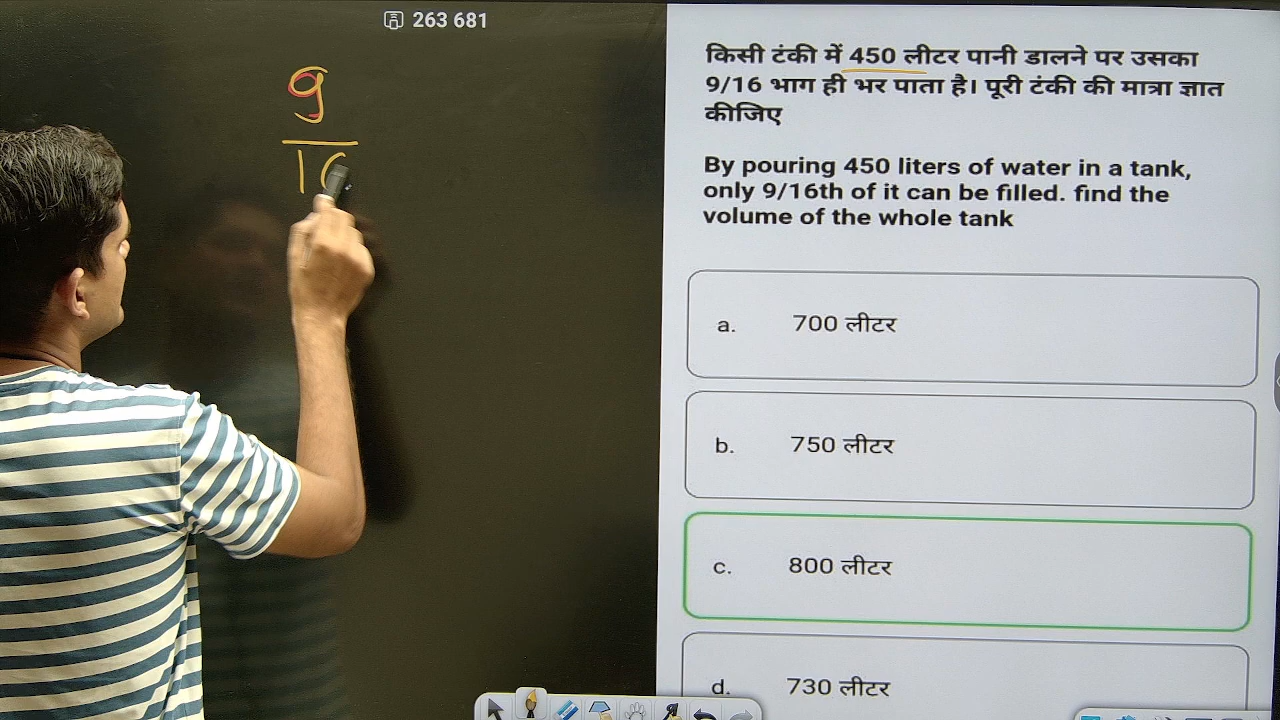 263 681
9
16
किसी टंकी में 450 लीटर पानी डालने पर उसका
9/16 भाग ही भर पाता है। पूरी टंकी की मात्रा ज्ञात
कीजिए
By pouring 450 liters of water in a tank,
only 9/16th of it can be filled. find the
volume of the whole tank
a. 700 लीटर
b. 750 लीटर
c. 800 लीटर
d. 730 लीटर